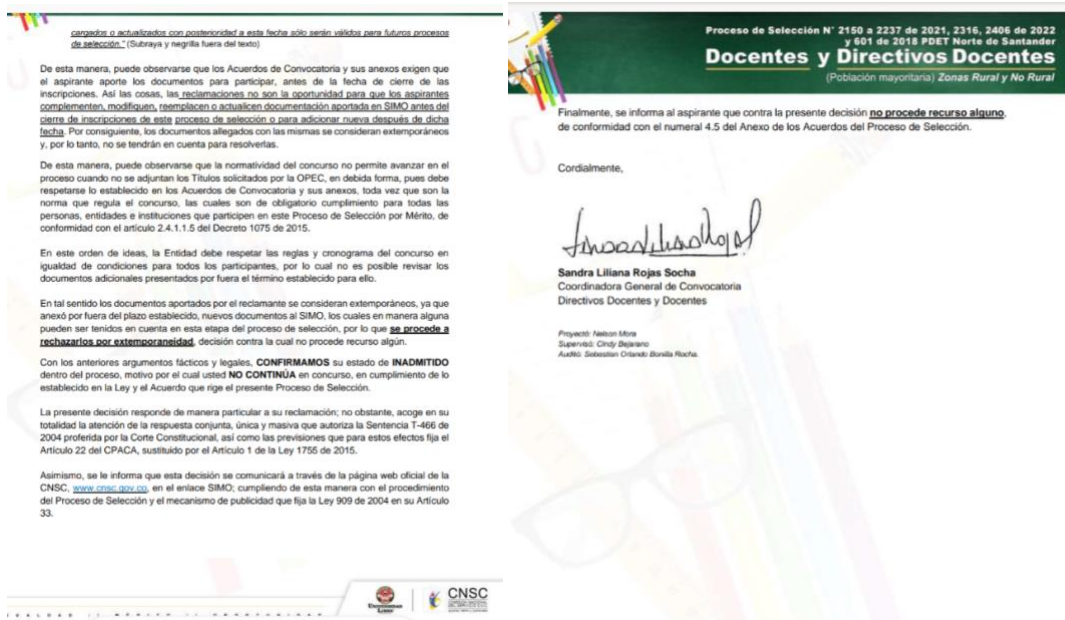 cargados o actualizados con posterioridad a esta fecha sólo serán válidos para futuros procesos
de selección." (Subraya y negrilla fuera del texto)
De esta manera, puede observarse que los Acuerdos de Convocatoria y sus anexos exigen que
el aspirante aporte los documentos para participar, antes de la fecha de cierre de las
inscripciones. Así las cosas, las reclamaciones no son la oportunidad para que los aspirantes
complementen, modifiquen, reemplacen o actualicen documentación aportada en SIMO antes del
cierre de inscripciones de este proceso de selección o para adicionar nueva después de dicha
fecha. Por consiguiente, los documentos allegados con las mismas se consideran extemporáneos
y, por lo tanto, no se tendrán en cuenta para resolverlas.
De esta manera, puede observarse que la normatividad del concurso no permite avanzar en el
proceso cuando no se adjuntan los Títulos solicitados por la OPEC, en debida forma, pues debe
respetarse lo establecido en los Acuerdos de Convocatoria y sus anexos, toda vez que son la
norma que regula el concurso, las cuales son de obligatorio cumplimiento para todas las
personas, entidades e instituciones que participen en este Proceso de Selección por Mérito, de
conformidad con el artículo 2.4.1.1.5 del Decreto 1075 de 2015.
En este orden de ideas, la Entidad debe respetar las reglas y cronograma del concurso en
igualdad de condiciones para todos los participantes, por lo cual no es posible revisar los
documentos adicionales presentados por fuera el término establecido para ello.
En tal sentido los documentos aportados por el reclamante se consideran extemporáneos, ya que
anexó por fuera del plazo establecido, nuevos documentos al SIMO, los cuales en manera alguna
pueden ser tenidos en cuenta en esta etapa del proceso de selección, por lo que se procede a
rechazarlos por extemporaneidad, decisión contra la cual no procede recurso algún.
Con los anteriores argumentos fácticos y legales, CONFIRMAMOS su estado de INADMITIDO
dentro del proceso, motivo por el cual usted NO CONTINÚA en concurso, en cumplimiento de lo
establecido en la Ley y el Acuerdo que rige el presente Proceso de Selección.
La presente decisión responde de manera particular a su reclamación; no obstante, acoge en su
totalidad la atención de la respuesta conjunta, única y masiva que autoriza la Sentencia T-466 de
2004 proferida por la Corte Constitucional, así como las previsiones que para estos efectos fija el
Artículo 22 del CPACA, sustituido por el Artículo 1 de la Ley 1755 de 2015.
Asimismo, se le informa que esta decisión se comunicará a través de la página web oficial de la
CNSC, www.cnsc.gov.co, en el enlace SIMO; cumpliendo de esta manera con el procedimiento
del Proceso de Selección y el mecanismo de publicidad que fija la Ley 909 de 2004 en su Artículo
33.
CNSC
Proceso de Selección N° 2150 a 2237 de 2021, 2316, 2406 de 2022
y 601 de 2018 PDET Norte de Santander
Docentes y Directivos Docentes
(Población mayoritaria) Zonas Rural y No Rural
Finalmente, se informa al aspirante que contra la presente decisión no procede recurso alguno,
de conformidad con el numeral 4.5 del Anexo de los Acuerdos del Proceso de Selección.
Cordialmente,
Sandra Liliana Rojas Socha
Coordinadora General de Convocatoria
Directivos Docentes y Docentes
Proyectó: Nelson Mora
Supervisó: Cindy Bejarano
Auditó: Sebastian Orlando Bonilla Rocha.